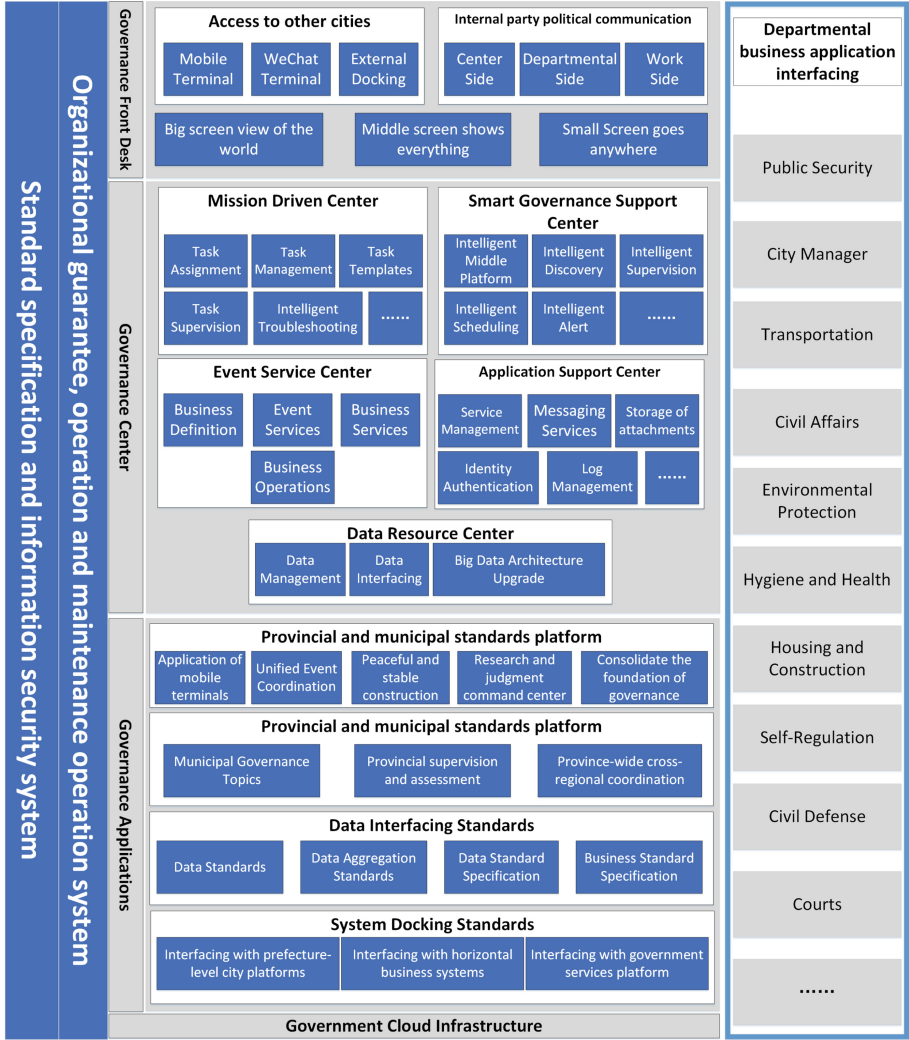 Standard specification and information security system
Organizational guarantee, operation and maintenance operation system
Governance Front Desk
Access to other cities
Mobile
Terminal
WeChat
Terminal
External
Docking
Internal party political communication
Center
Side
Departmental
Side
Work
Side
Big screen view of the
world
Middle screen shows
everything
Small Screen goes
anywhere
Governance Center
Mission Driven Center
Task
Assignment
Task
Management
Task
Templates
Task
Supervision
Intelligent
Troubleshooting
......
Smart Governance Support
Center
Intelligent
Middle
Platform
Intelligent
Discovery
Intelligent
Supervision
Intelligent
Scheduling
Intelligent
Alert
......
Event Service Center
Business
Definition
Event
Services
Business
Services
Business
Operations
Application Support Center
Service
Management
Messaging
Services
Storage of
attachments
Identity
Authentication
Log
Management
......
Data Resource Center
Data
Management
Data
Interfacing
Big Data Architecture
Upgrade
Governance Applications
Provincial and municipal standards platform
Application of
mobile
terminals
Unified Event
Coordination
Peaceful and
stable
construction
Research and
judgment
command center
Consolidate the
foundation of
governance
Provincial and municipal standards platform
Municipal Governance
Topics
Provincial supervision
and assessment
Province-wide cross-
regional coordination
Data Interfacing Standards
Data Standards
Data Aggregation
Standards
Data Standard
Specification
Business Standard
Specification
System Docking Standards
Interfacing with prefecture-
level city platforms
Interfacing with horizontal
business systems
Interfacing with government
services platform
Government Cloud Infrastructure
Departmental
business application
interfacing
Public Security
City Manager
Transportation
Civil Affairs
Environmental
Protection
Hygiene and Health
Housing and
Construction
Self-Regulation
Civil Defense
Courts
......